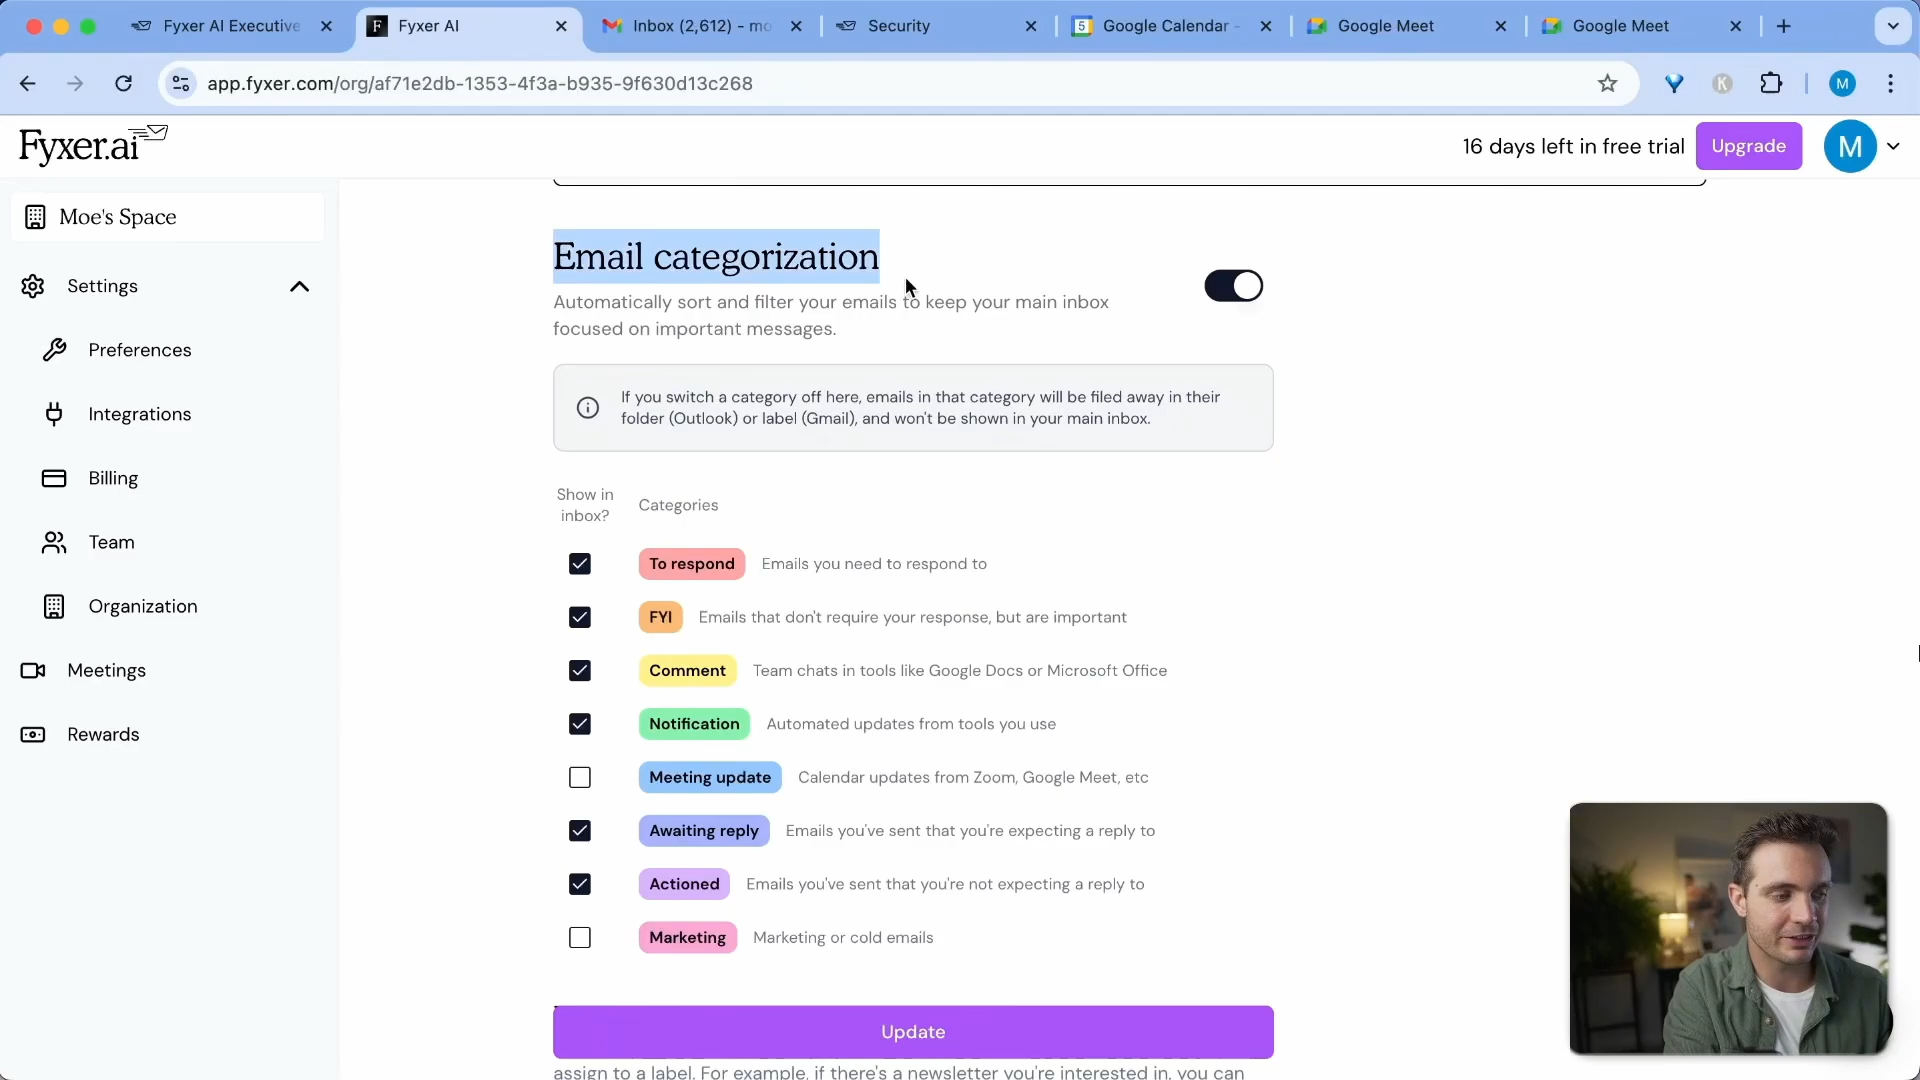 Fyxer AI Executive
Fyxer AI
Inbox (2,612) - mo
Security
Google Calendar -
Google Meet
Google Meet
app.fyxer.com/org/af71e2db-1353-4f3a-b935-9f630d13c268
K
M
Fyxer.ai
16 days left in free trial
Upgrade
M
Moe's Space
Settings
Preferences
Integrations
Billing
Team
Organization
Meetings
Rewards
Email categorization
Automatically sort and filter your emails to keep your main inbox
focused on important messages.
If you switch a category off here, emails in that category will be filed away in their
folder (Outlook) or label (Gmail), and won't be shown in your main inbox.
Show in
inbox?
Categories
To respond Emails you need to respond to
FYI Emails that don't require your response, but are important
Comment Team chats in tools like Google Docs or Microsoft Office
Notification Automated updates from tools you use
Meeting update Calendar updates from Zoom, Google Meet, etc
Awaiting reply Emails you've sent that you're expecting a reply to
Actioned Emails you've sent that you're not expecting a reply to
Marketing Marketing or cold emails
Update
assign to a label. For example, if there's a newsletter you're interested in, you can